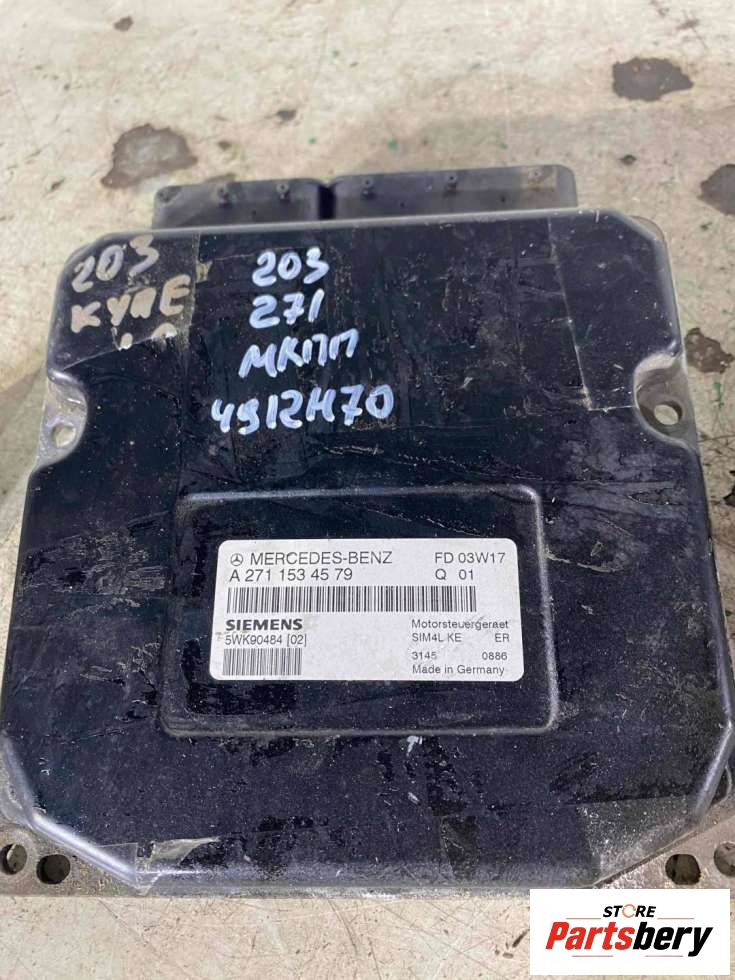 203
купе
203
271
МКПП
4912Н70
MERCEDES-BENZ FD 03W17
A 271 153 45 79 Q 01
SIEMENS Motorsteuergeraet
5WK90484 [02] SIM4L KE ER
3145 0886
Made in Germany
STORE
Partsbery